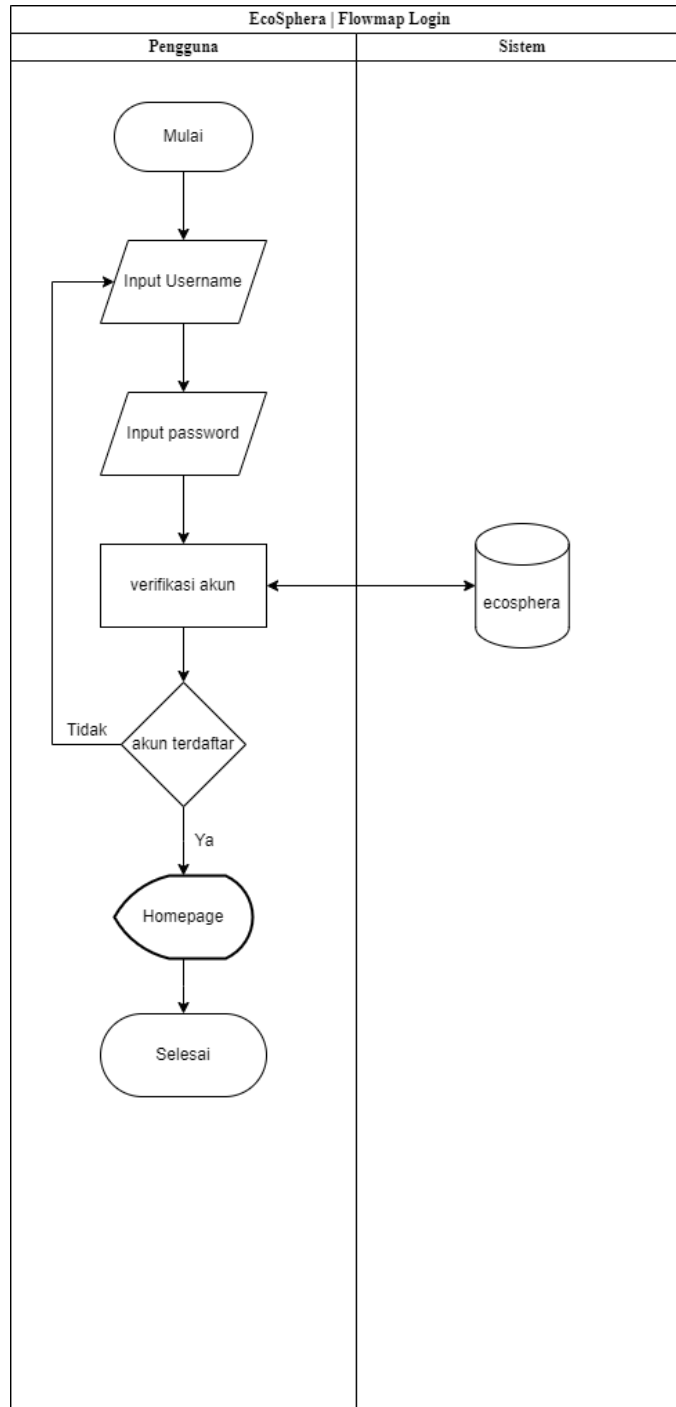 EcoSphera | Flowmap Login
Pengguna
Sistem
Mulai
Input Username
Input password
verifikasi akun
ecosphera
Tidak
akun terdaftar
Ya
Homepage
Selesai